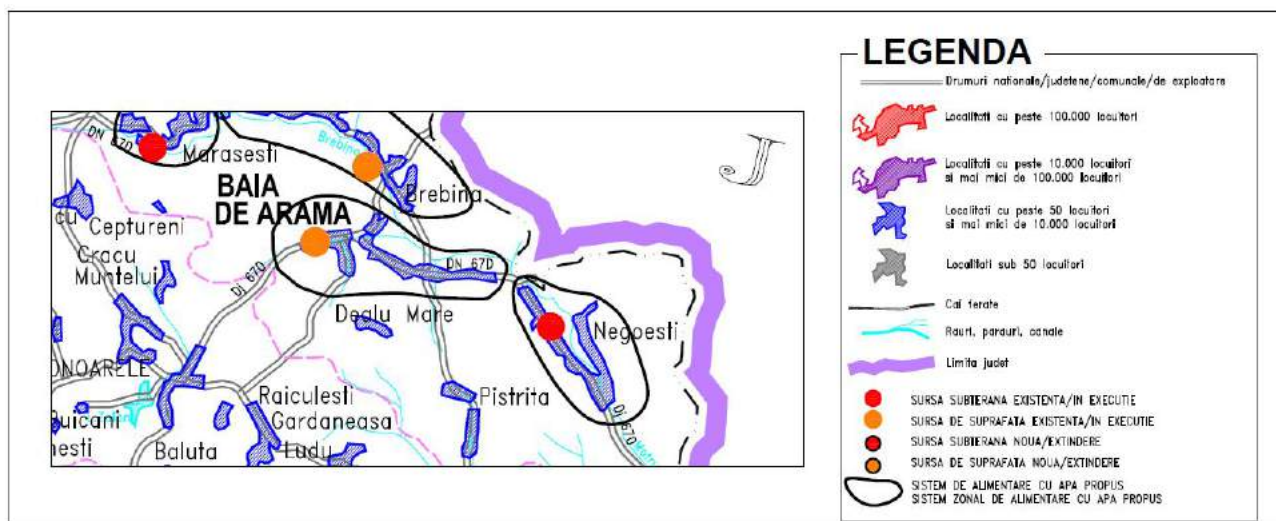 DN 67D
Marasesti
Brebina
BAIA
DE ARAMA
Brebina
Ceptureni
Cracu
Muntelui
DJ 67D
DN 67D
Dealu Mare
Negoesti
Raiculesti
Gardaneasa
Pistrita
DJ 67D
Baluta
Ludu
LEGENDA
Drumuri nationale/judetene/comunale/de exploatare
Localitati cu peste 100.000 locuitori
Localitati cu peste 10.000 locuitori
si mai mici de 100.000 locuitori
Localitati cu peste 50 locuitori
si mai mici de 10.000 locuitori
Localitati sub 50 locuitori
Cai ferate
Rauri, parauri, canale
Limita judet
SURSA SUBTERANA EXISTENTA/IN EXECUTIE
SURSA DE SUPRAFATA EXISTENTA/IN EXECUTIE
SURSA SUBTERANA NOUA/EXTINDERE
SURSA DE SUPRAFATA NOUA/EXTINDERE
SISTEM DE ALIMENTARE CU APA PROPUS
SISTEM ZONAL DE ALIMENTARE CU APA PROPUS